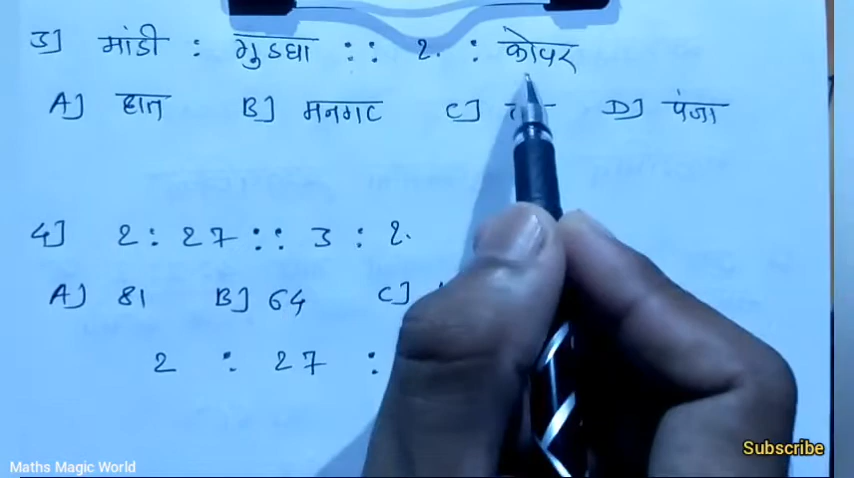 3] मांडी : गुडघा :: ?. : कोपर
A] हात B] मनगट C] D] पंजा
4] 2 : 27 :: 3 : ?.
A] 81 B] 64 C]
2 : 27 :
Subscribe
Maths Magic World